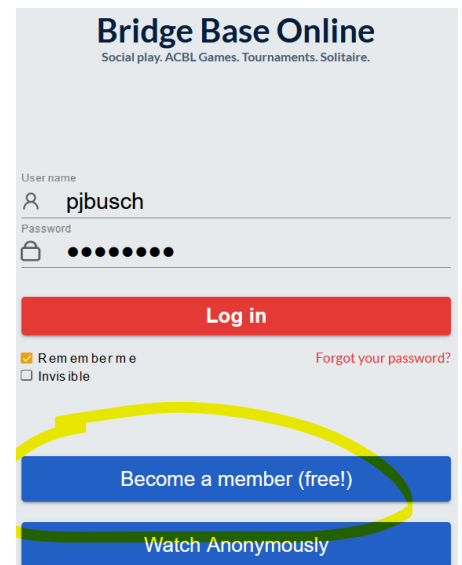 Bridge Base Online
Social play. ACBL Games. Tournaments. Solitaire.
User name
pjbusch
Password
●●●●●●●●
Log in
Remember me
Forgot your password?
Invisible
Become a member (free!)
Watch Anonymously